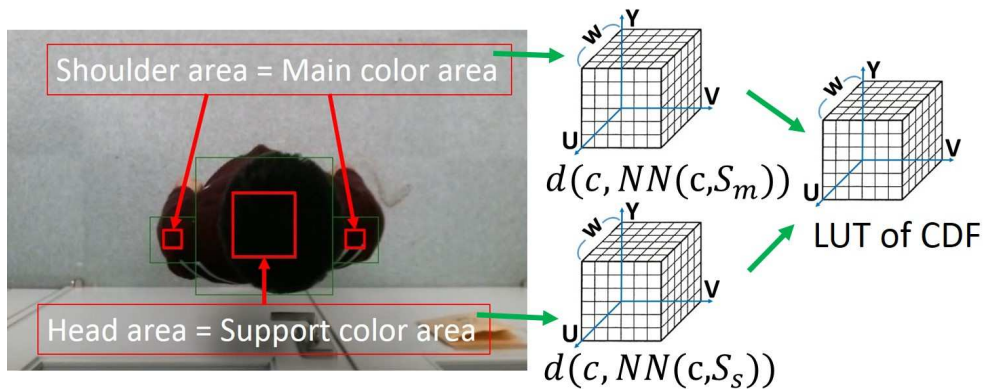 Shoulder area = Main color area
Head area = Support color area
W
Y
V
U
d(c, NN(c,S_m))
W
Y
V
U
d(c, NN(c,S_s))
W
Y
V
U
LUT of CDF